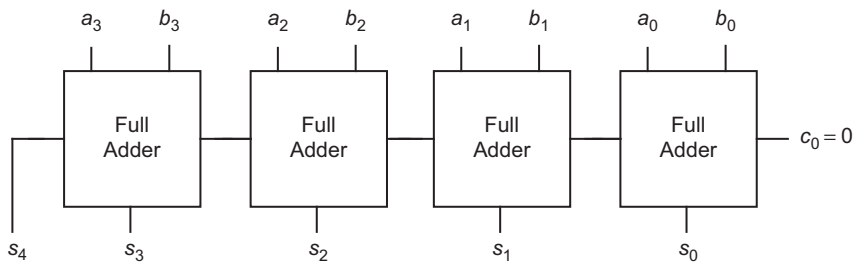 a₃ b₃ a₂ b₂ a₁ b₁ a₀ b₀
Full Adder
Full Adder
Full Adder
Full Adder
c₀ = 0
s₄ s₃ s₂ s₁ s₀